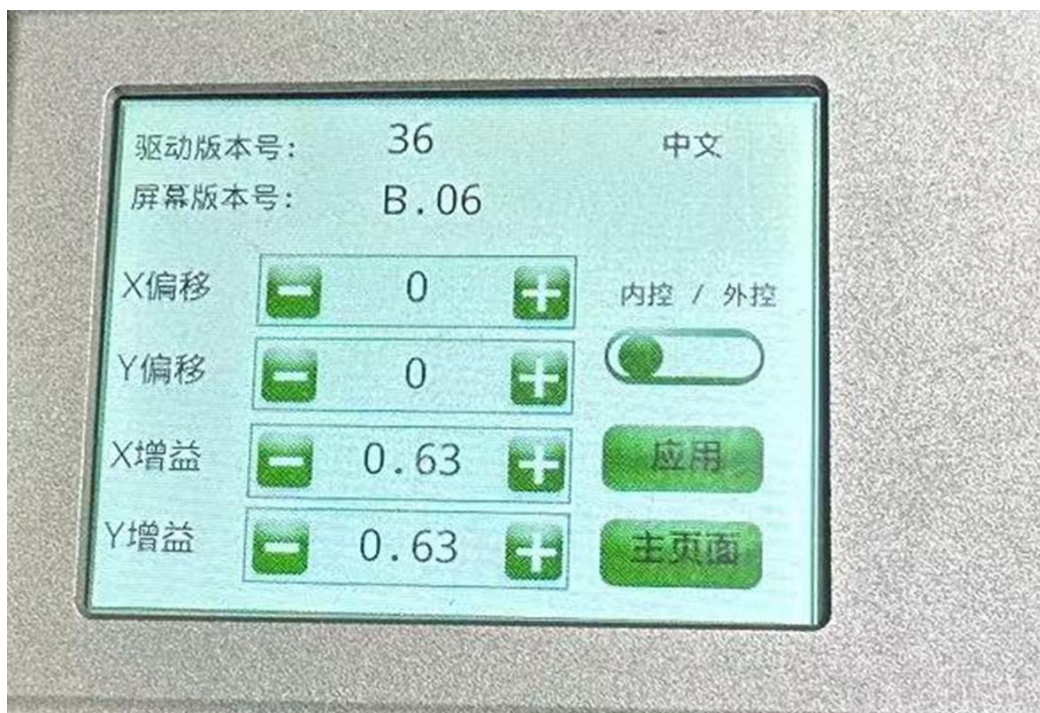 驱动版本号: 36 中文
屏幕版本号: B.06
X偏移 - 0 +
内控 / 外控
Y偏移 - 0 +
X增益 - 0.63 + 应用
Y增益 - 0.63 + 主页面